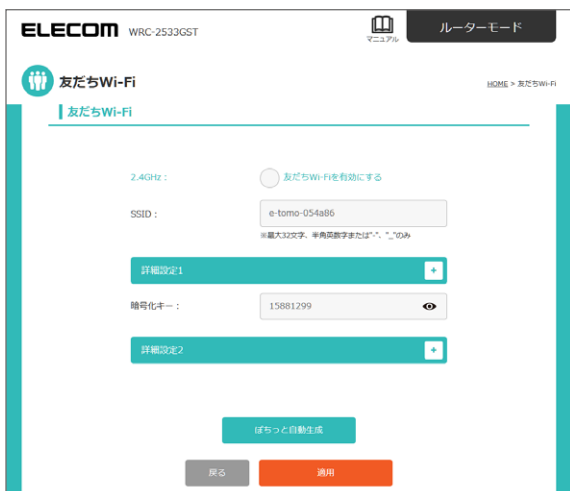 ELECOM WRC-2533GST マニュアル ルーターモード
友だちWi-Fi HOME > 友だちWi-Fi
友だちWi-Fi
2.4GHz : 友だちWi-Fiを有効にする
SSID : e-tomo-054a86
※最大32文字、半角英数字または"-"、"_"のみ
詳細設定1 +
暗号化キー : 15881299
詳細設定2 +
ぽちっと自動生成
戻る 適用